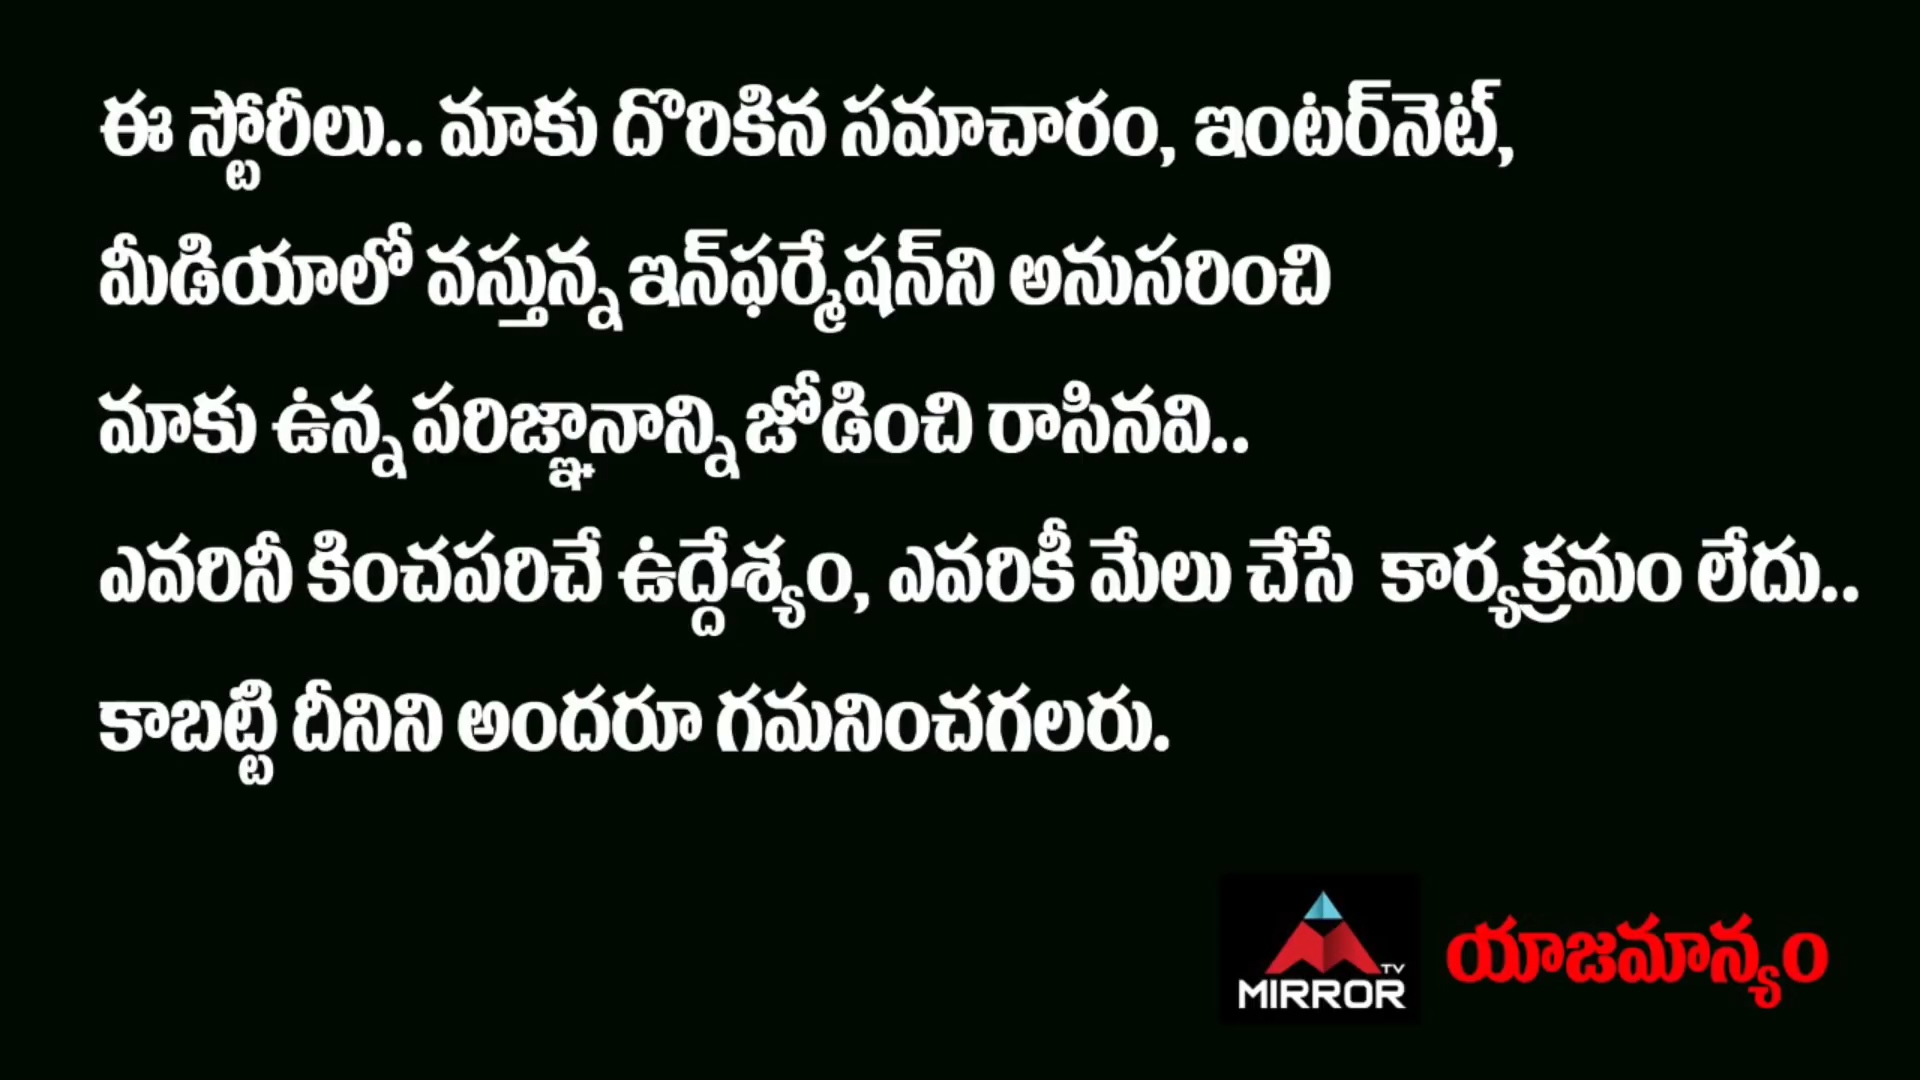 ఈ స్టోరీలు.. మాకు దొరికిన సమాచారం, ఇంటర్‌నెట్,
మీడియాలో వస్తున్న ఇన్‌ఫర్మేషన్‌ని అనుసరించి
మాకు ఉన్న పరిజ్ఞానాన్ని జోడించి రాసినవి..
ఎవరినీ కించపరిచే ఉద్దేశ్యం, ఎవరికీ మేలు చేసే కార్యక్రమం లేదు..
కాబట్టి దీనిని అందరూ గమనించగలరు.
TV
MIRROR
యాజమాన్యం